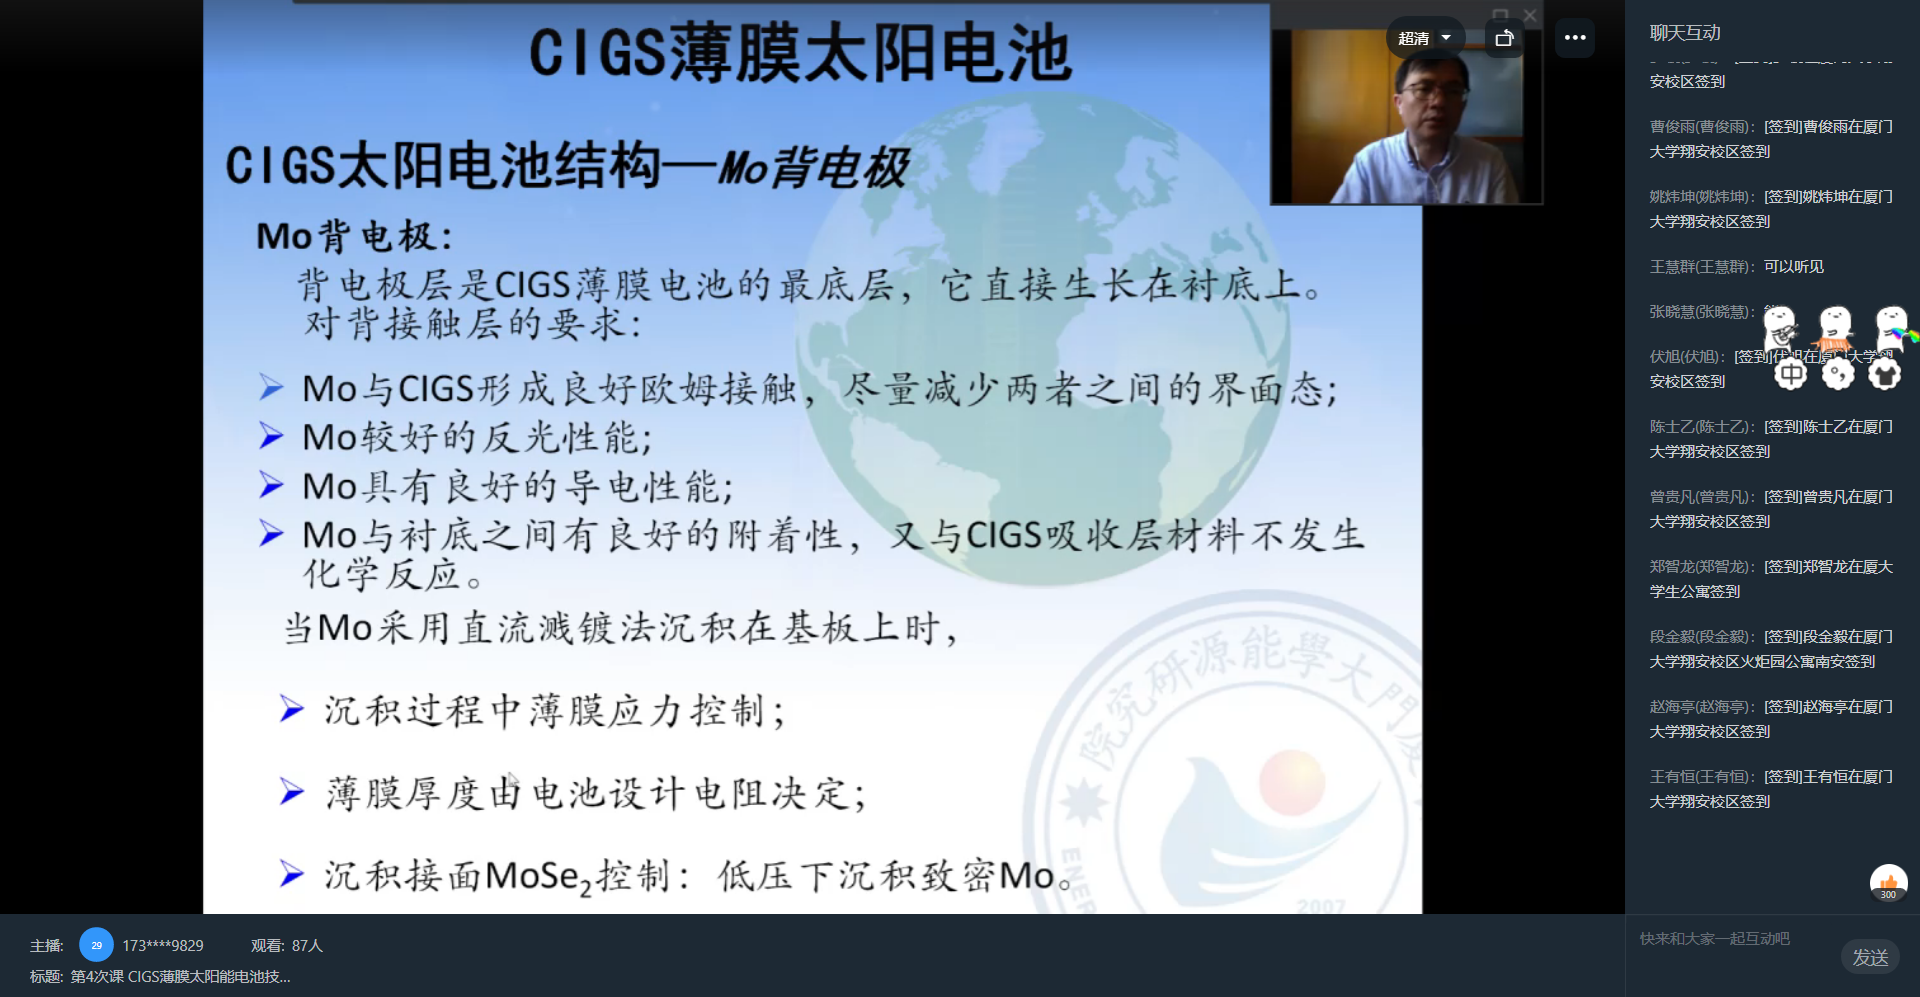 CIGS薄膜太阳电池
CIGS太阳电池结构—Mo背电极
Mo背电极：
背电极层是CIGS薄膜电池的最底层，它直接生长在衬底上。
对背接触层的要求：
Mo与CIGS形成良好欧姆接触，尽量减少两者之间的界面态；
Mo较好的反光性能；
Mo具有良好的导电性能；
Mo与衬底之间有良好的附着性，又与CIGS吸收层材料不发生
化学反应。
当Mo采用直流溅镀法沉积在基板上时，
沉积过程中薄膜应力控制；
薄膜厚度由电池设计电阻决定；
沉积接面MoSe2控制：低压下沉积致密Mo。
院究研源能學大門廈
ENER
2007
超清
聊天互动
安校区签到
曹俊雨(曹俊雨)：[签到]曹俊雨在厦门
大学翔安校区签到
姚炜坤(姚炜坤)：[签到]姚炜坤在厦门
大学翔安校区签到
王慧群(王慧群)：可以听见
张晓慧(张晓慧)：
伏旭(伏旭)：[签到]伏旭在厦门大学翔
安校区签到
中
陈士乙(陈士乙)：[签到]陈士乙在厦门
大学翔安校区签到
曾贵凡(曾贵凡)：[签到]曾贵凡在厦门
大学翔安校区签到
郑智龙(郑智龙)：[签到]郑智龙在厦大
学生公寓签到
段金毅(段金毅)：[签到]段金毅在厦门
大学翔安校区火炬园公寓南安签到
赵海亭(赵海亭)：[签到]赵海亭在厦门
大学翔安校区签到
王有恒(王有恒)：[签到]王有恒在厦门
大学翔安校区签到
300
快来和大家一起互动吧
发送
主播: 29 173****9829 观看: 87人
标题: 第4次课 CIGS薄膜太阳能电池技...